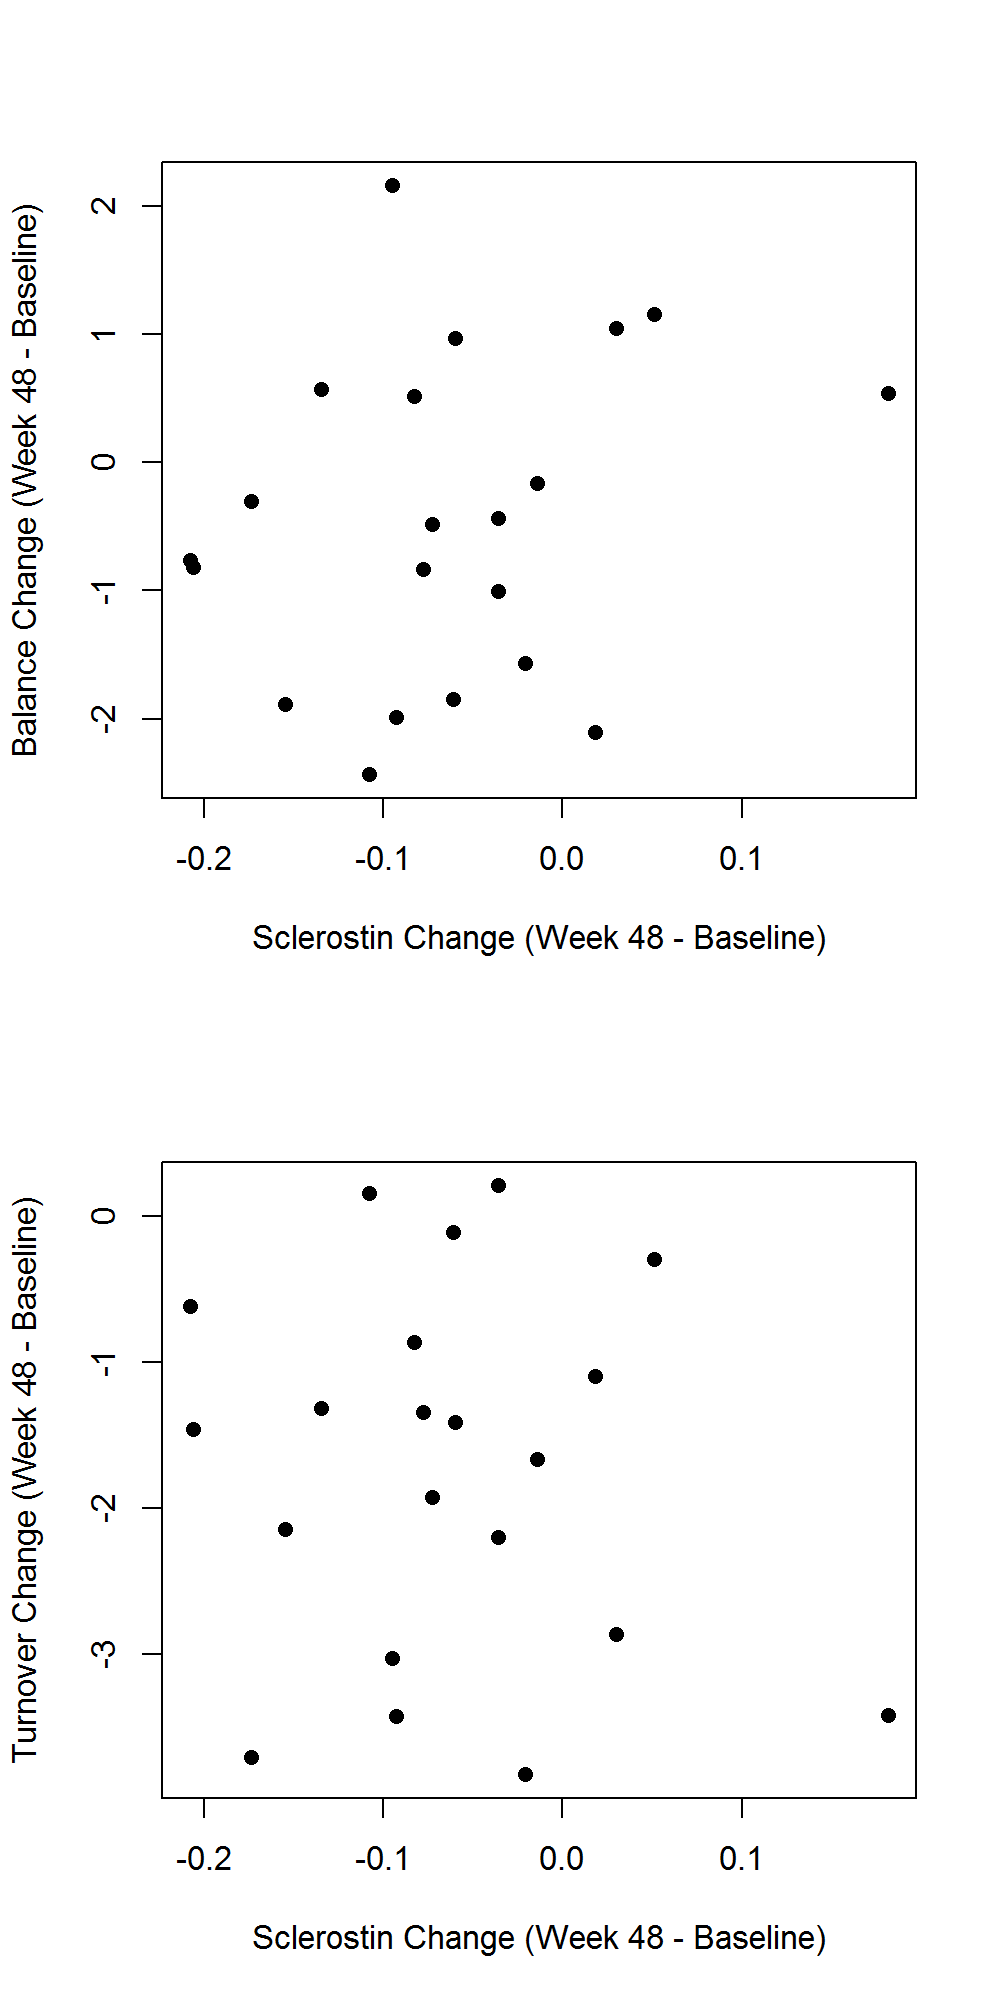 Balance Change (Week 48 - Baseline)
2
1
0
-1
-2
-0.2 -0.1 0.0 0.1
Sclerostin Change (Week 48 - Baseline)
Turnover Change (Week 48 - Baseline)
0
-1
-2
-3
-0.2 -0.1 0.0 0.1
Sclerostin Change (Week 48 - Baseline)